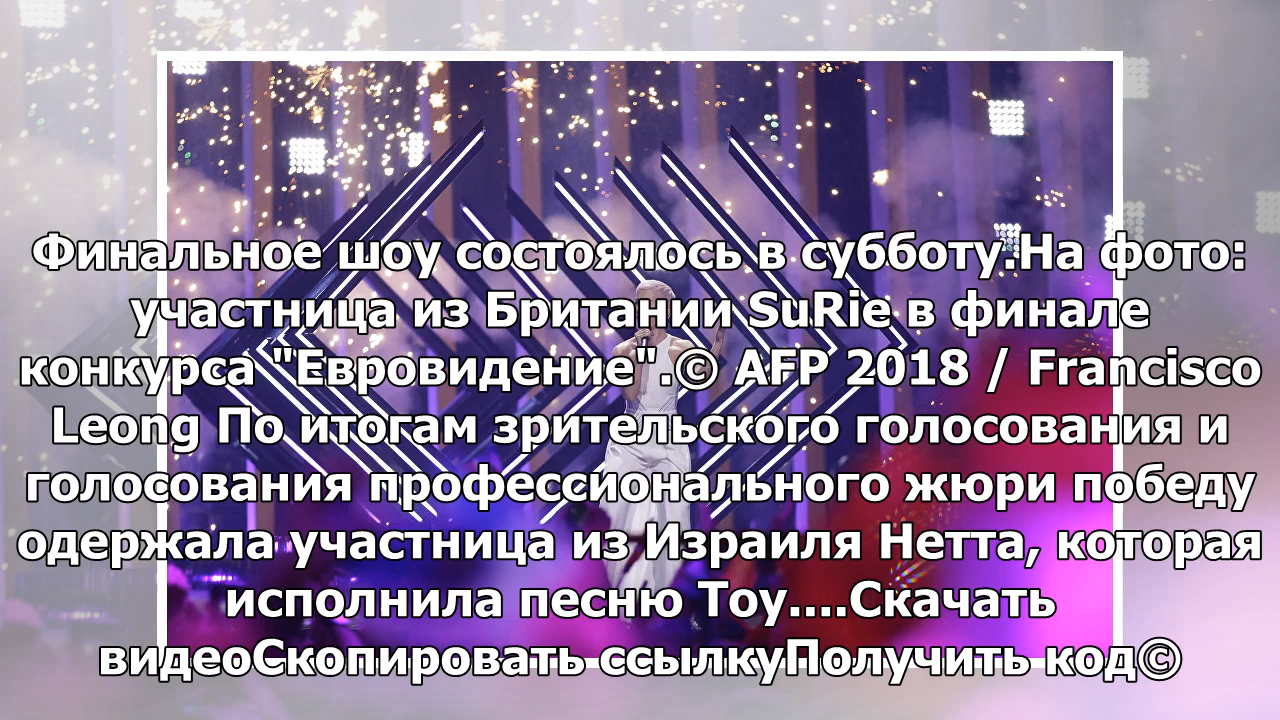 Финальное шоу состоялось в субботу.На фото:
участница из Британии SuRie в финале
конкурса "Евровидение".© AFP 2018 / Francisco
Leong По итогам зрительского голосования и
голосования профессионального жюри победу
одержала участница из Израиля Нетта, которая
исполнила песню Toy....Скачать
видеоСкопировать ссылкуПолучить код©